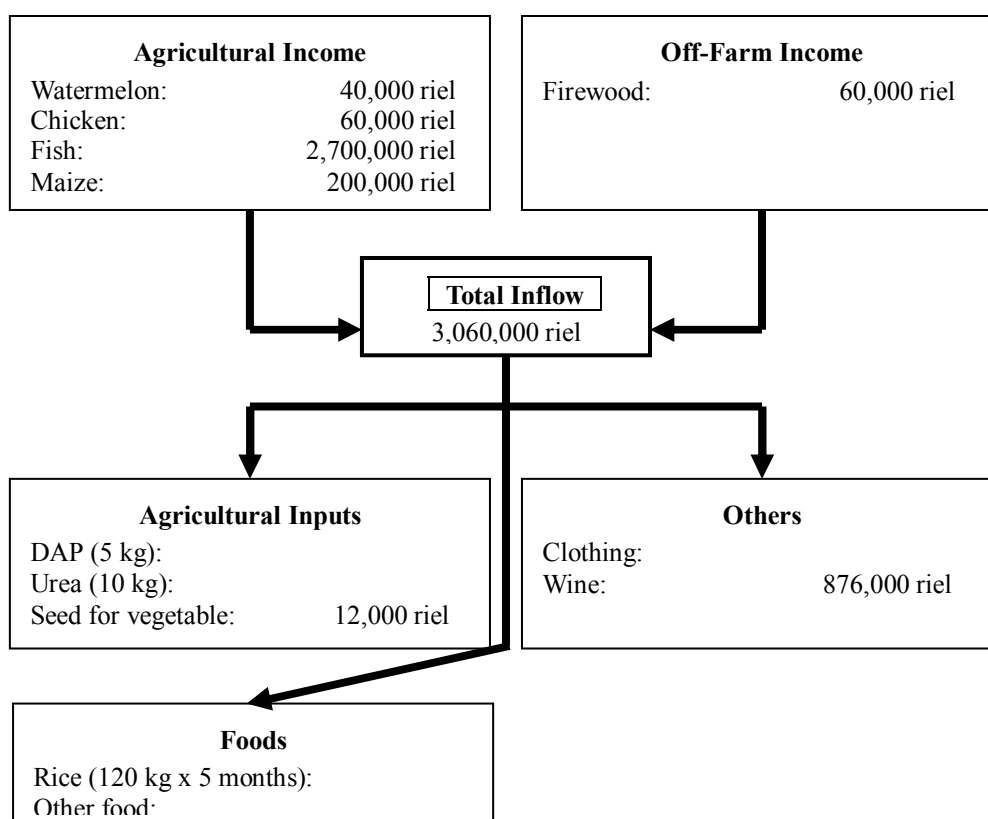 Agricultural Income
Watermelon: 40,000 riel
Chicken: 60,000 riel
Fish: 2,700,000 riel
Maize: 200,000 riel
Off-Farm Income
Firewood: 60,000 riel
Total Inflow
3,060,000 riel
Agricultural Inputs
DAP (5 kg):
Urea (10 kg):
Seed for vegetable: 12,000 riel
Others
Clothing:
Wine: 876,000 riel
Foods
Rice (120 kg x 5 months):
Other food: